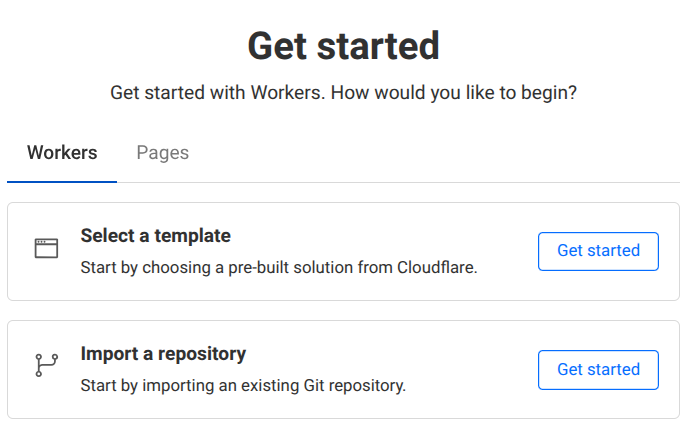 Get started
Get started with Workers. How would you like to begin?
Workers
Pages
Select a template
Start by choosing a pre-built solution from Cloudflare.
Get started
Import a repository
Start by importing an existing Git repository.
Get started